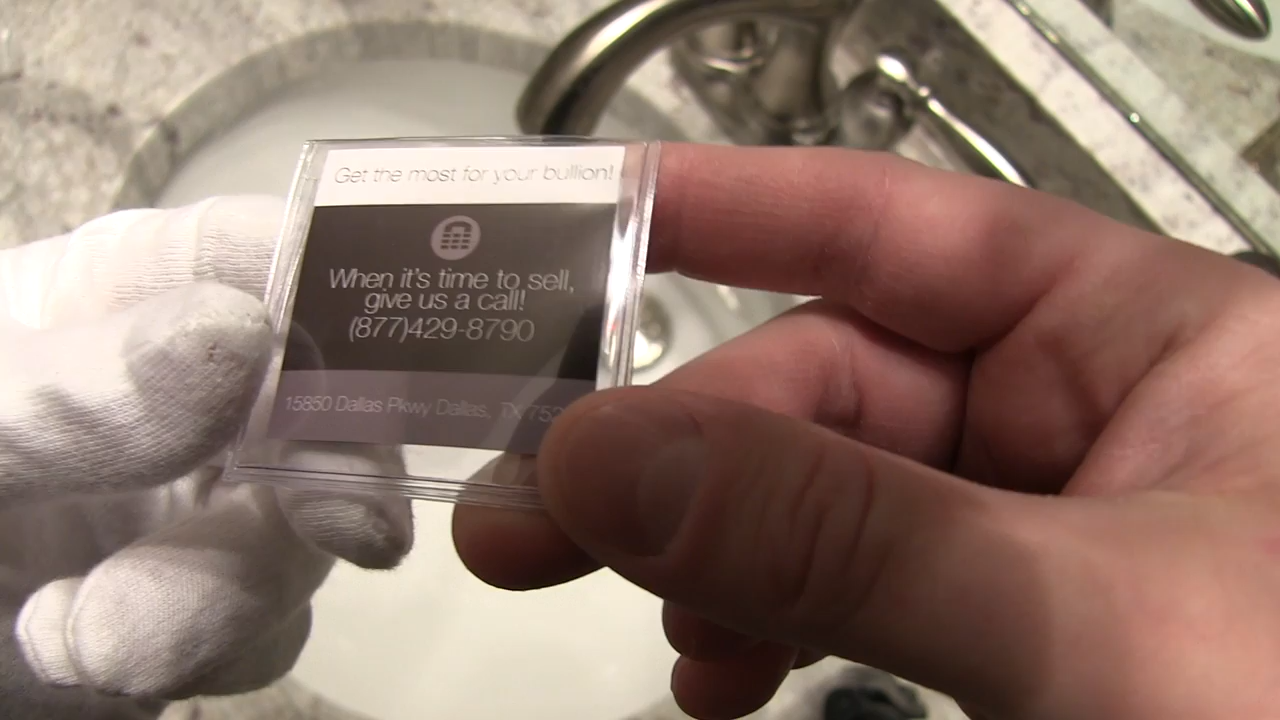 Get the most for your bullion!
When it's time to sell,
give us a call!
(877)429-8790
15850 Dallas Pkwy Dallas, TX